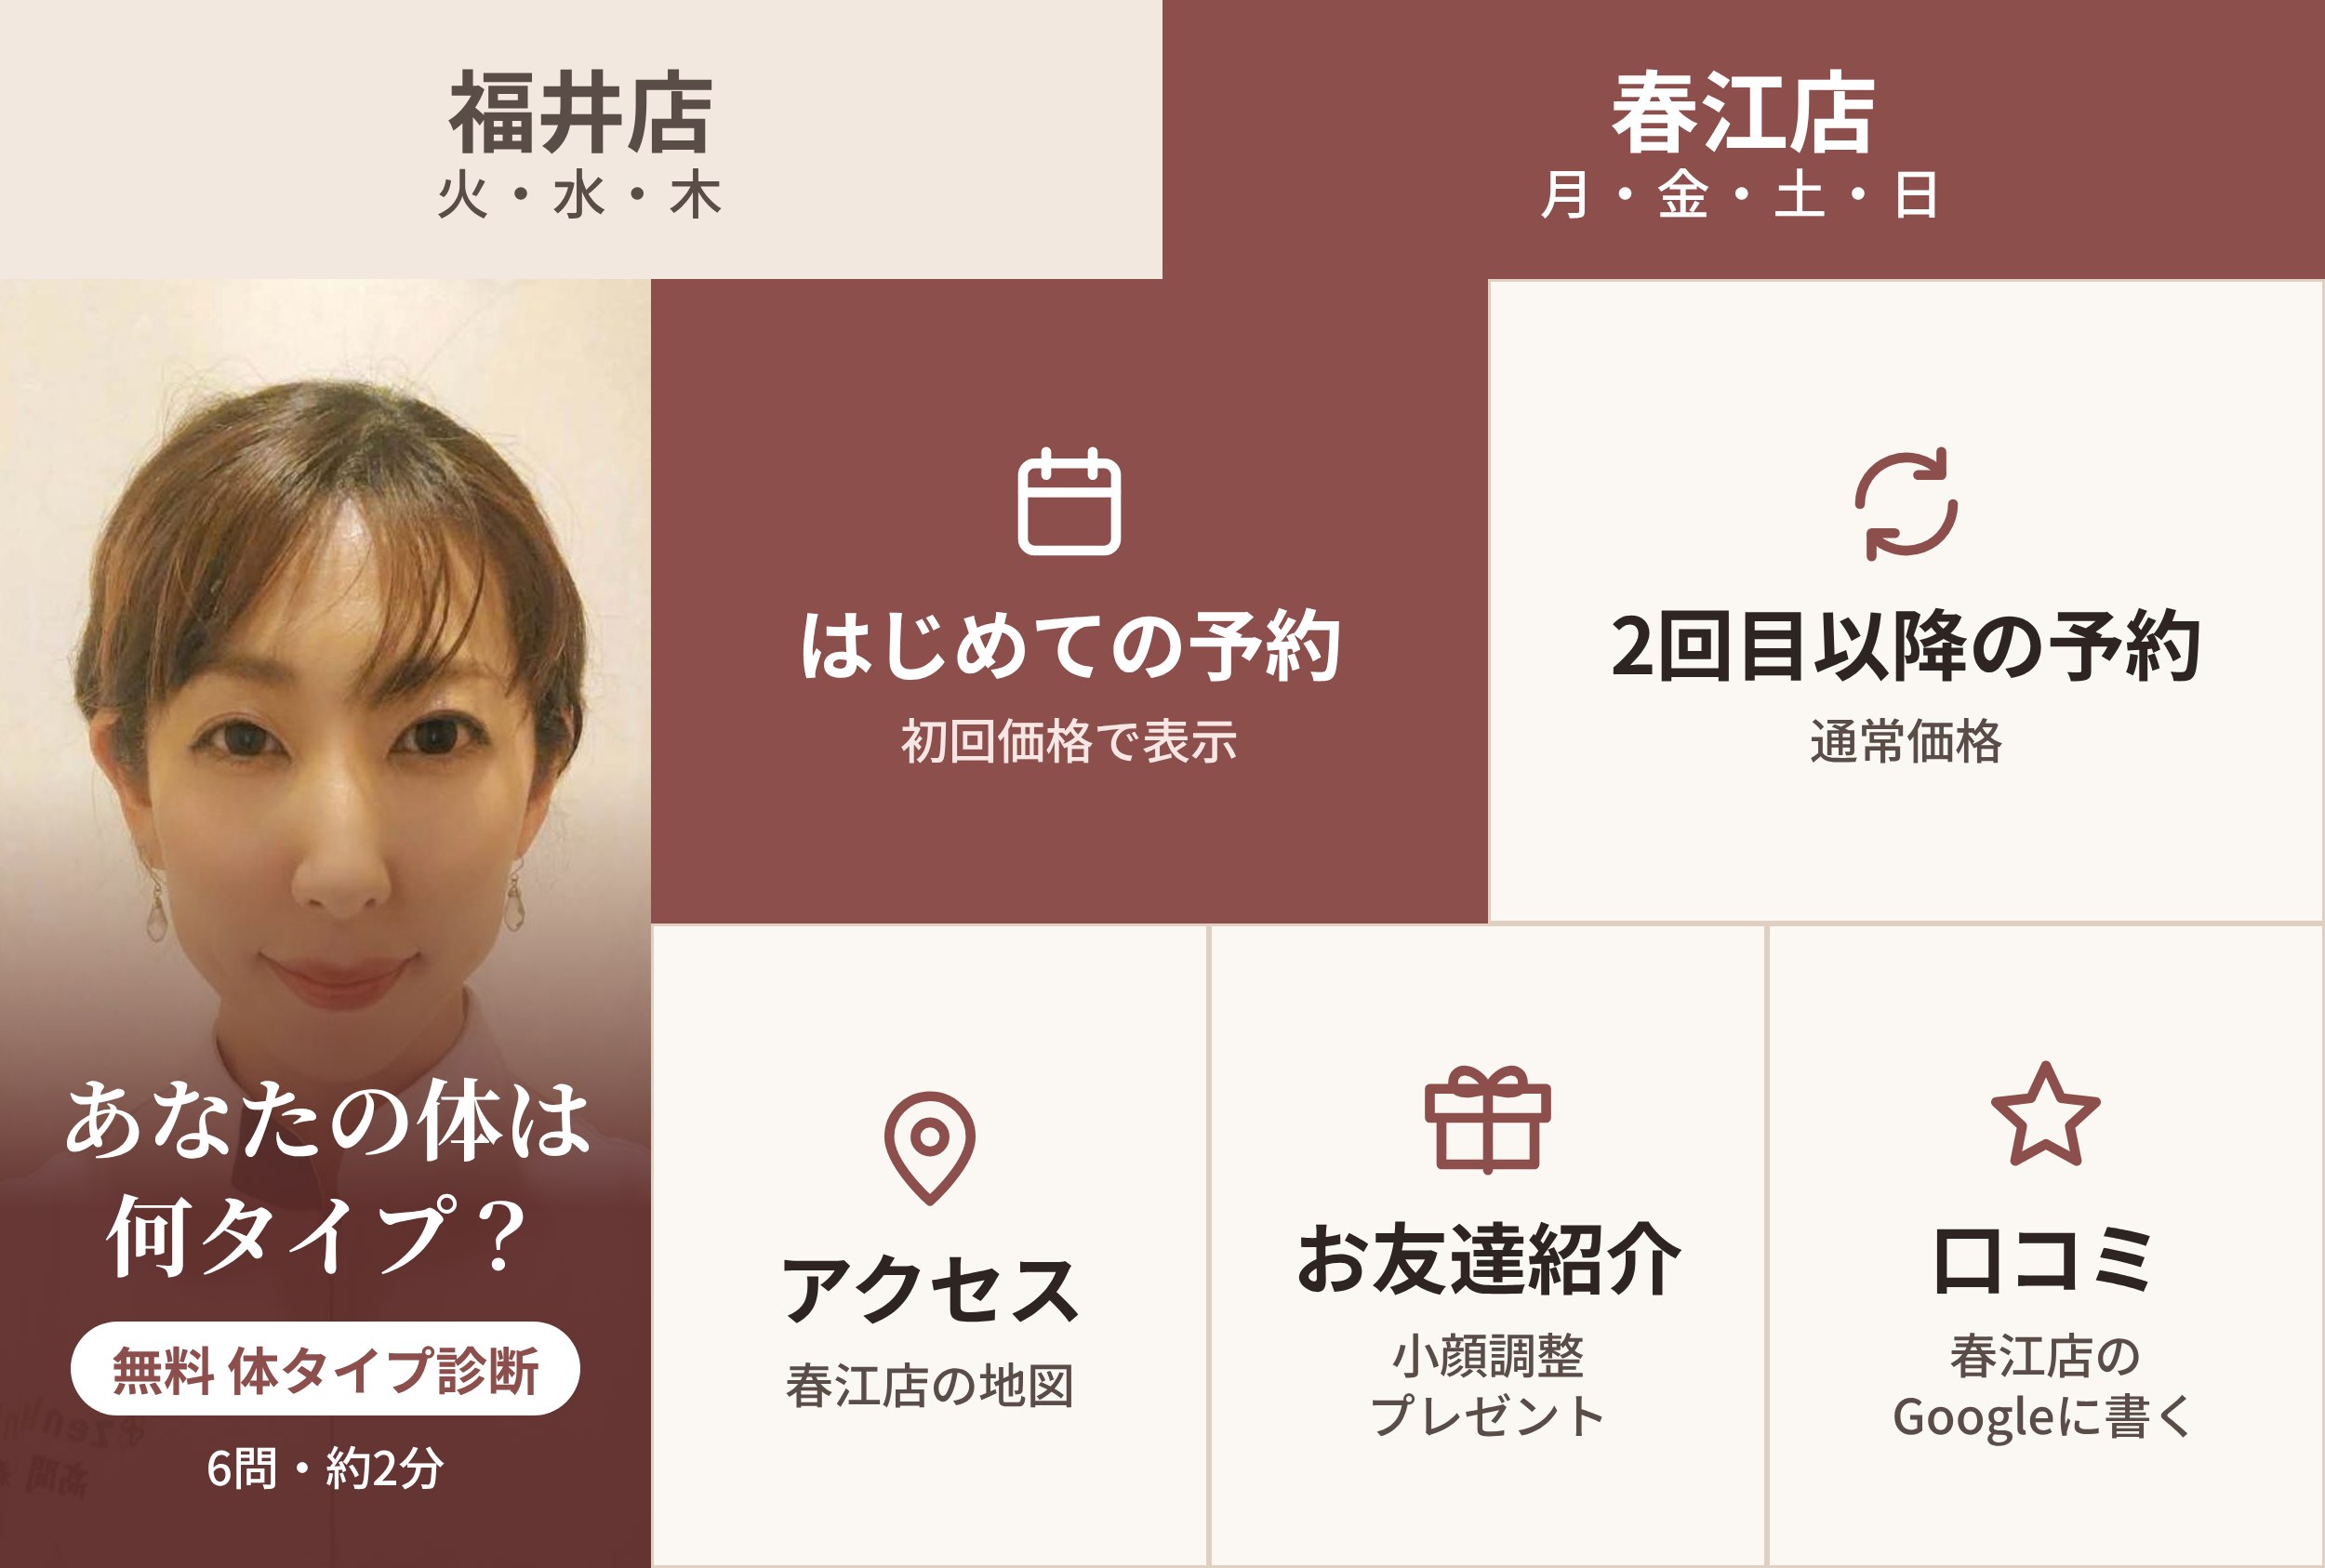 福井店
火・水・木
春江店
月・金・土・日
はじめての予約
初回価格で表示
2回目以降の予約
通常価格
あなたの体は
何タイプ？
無料 体タイプ診断
6問・約2分
アクセス
春江店の地図
お友達紹介
小顔調整
プレゼント
口コミ
春江店の
Googleに書く